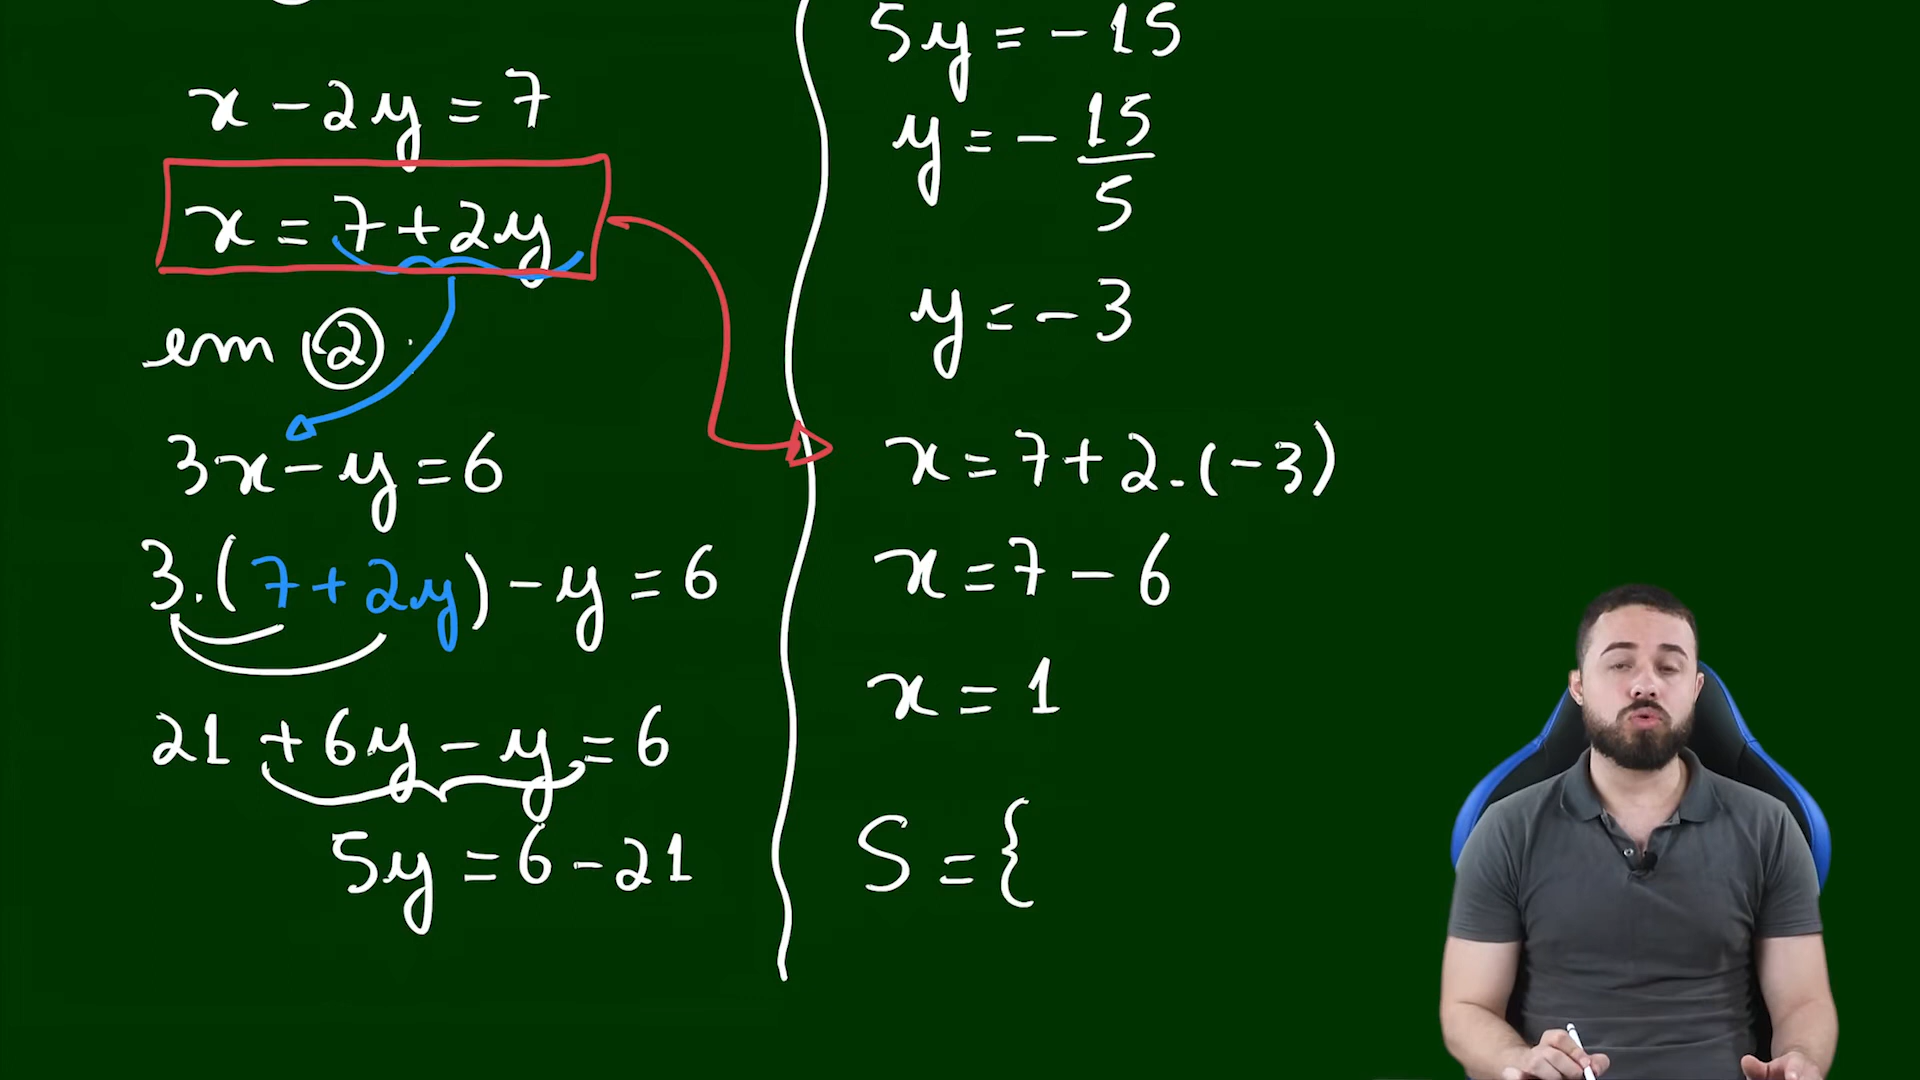 x - 2y = 7
x = 7 + 2y
em 2
3x - y = 6
3.(7 + 2y) - y = 6
21 + 6y - y = 6
5y = 6 - 21
5y = - 15
y = - 15/5
y = - 3
x = 7 + 2.(-3)
x = 7 - 6
x = 1
S = {